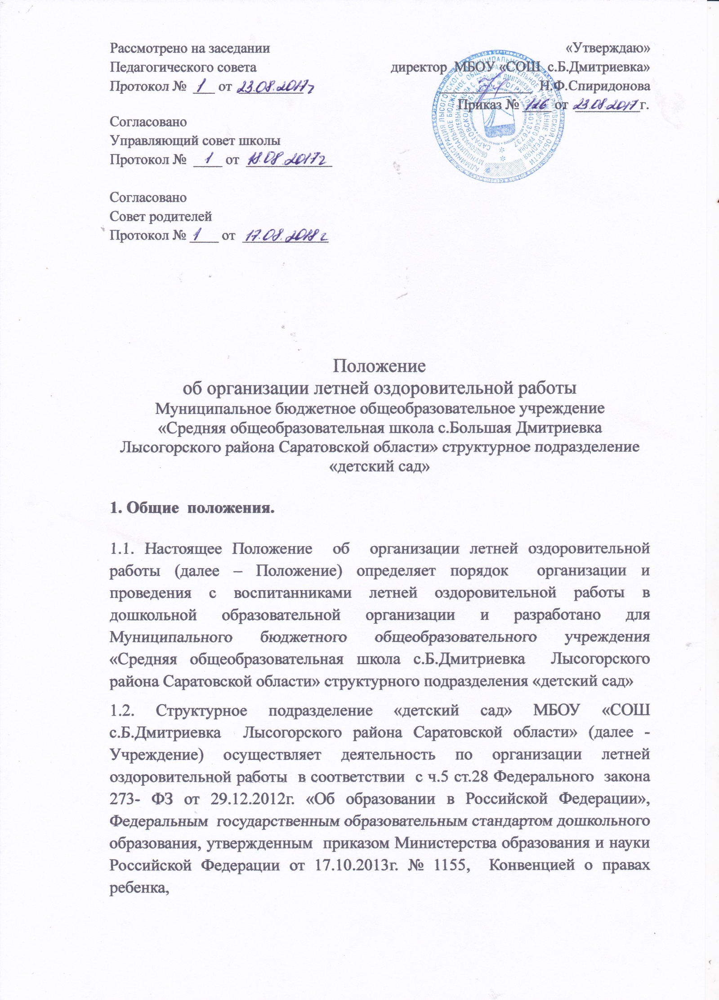 Рассмотрено на заседании
Педагогического совета
Протокол № 1 от 23.08.2017г
«Утверждаю»
директор МБОУ «СОШ с.Б.Дмитриевка»
Н.Ф.Спиридонова
Приказ № 126 от 23.08.2017 г.
Согласовано
Управляющий совет школы
Протокол № 1 от 18.08.2017г
Согласовано
Совет родителей
Протокол № 1 от 17.08.2018г
Положение
об организации летней оздоровительной работы
Муниципальное бюджетное общеобразовательное учреждение
«Средняя общеобразовательная школа с.Большая Дмитриевка
Лысогорского района Саратовской области» структурное подразделение
«детский сад»
1. Общие положения.
1.1. Настоящее Положение об организации летней оздоровительной
работы (далее – Положение) определяет порядок организации и
проведения с воспитанниками летней оздоровительной работы в
дошкольной образовательной организации и разработано для
Муниципального бюджетного общеобразовательного учреждения
«Средняя общеобразовательная школа с.Б.Дмитриевка Лысогорского
района Саратовской области» структурного подразделения «детский сад»
1.2. Структурное подразделение «детский сад» МБОУ «СОШ
с.Б.Дмитриевка Лысогорского района Саратовской области» (далее -
Учреждение) осуществляет деятельность по организации летней
оздоровительной работы в соответствии с ч.5 ст.28 Федерального закона
273- ФЗ от 29.12.2012г. «Об образовании в Российской Федерации»,
Федеральным государственным образовательным стандартом дошкольного
образования, утвержденным приказом Министерства образования и науки
Российской Федерации от 17.10.2013г. № 1155, Конвенцией о правах
ребенка,